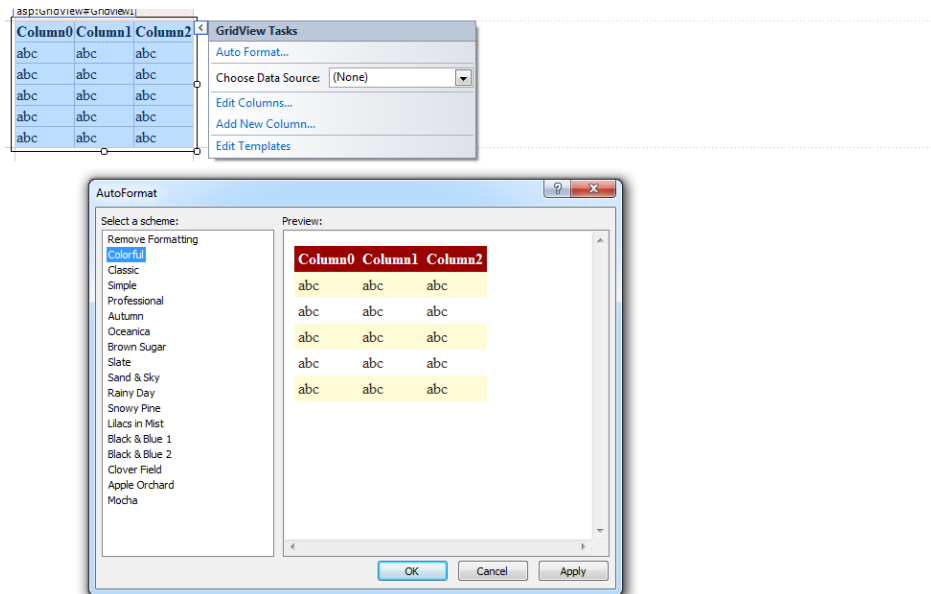 asp:GridView#Gridview1
Column0 Column1 Column2
abc abc abc
abc abc abc
abc abc abc
abc abc abc
abc abc abc
GridView Tasks
Auto Format...
Choose Data Source: (None)
Edit Columns...
Add New Column...
Edit Templates
AutoFormat
Select a scheme:
Remove Formatting
Colorful
Classic
Simple
Professional
Autumn
Oceanica
Brown Sugar
Slate
Sand & Sky
Rainy Day
Snowy Pine
Lilacs in Mist
Black & Blue 1
Black & Blue 2
Clover Field
Apple Orchard
Mocha
Preview:
Column0 Column1 Column2
abc abc abc
abc abc abc
abc abc abc
abc abc abc
abc abc abc
OK Cancel Apply